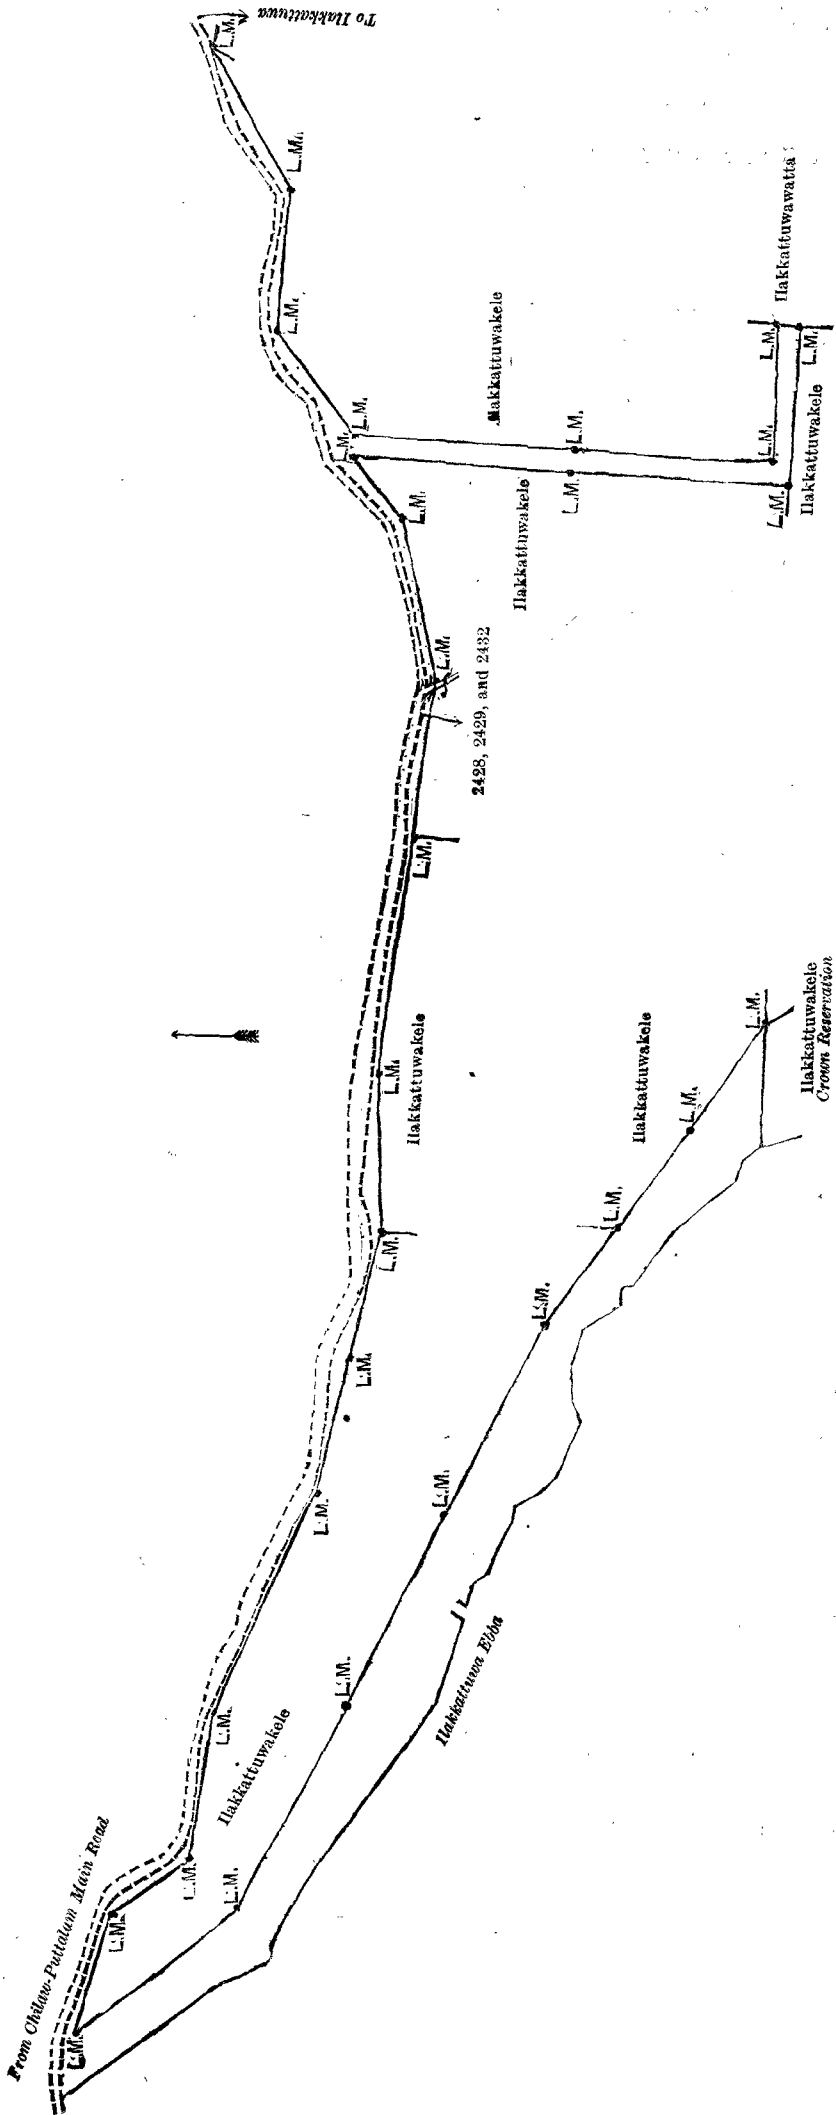 To Ilakkattuwa
L.M.
L.M.
L.M.
L.M.
L.M.
L.M.
L.M.
L.M.
Ilakkattuwakele
L.M.
L.M.
Ilakkattuwakele
Ilakkattuwawatta
L.M.
L.M.
L.M.
L.M.
Ilakkattuwakele
2428, 2429, and 2432
L.M.
L.M.
Ilakkattuwakele
L.M.
L.M.
L.M.
L.M.
L.M.
L.M.
From Chilaw-Puttalam Main Road
L.M.
L.M.
Ilakkattuwakele
L.M.
L.M.
L.M.
L.M.
L.M.
Ilakkattuwakele
L.M.
L.M.
Ilakkattuwakele
Crown Reservation
Ilakkattuwa Ebba